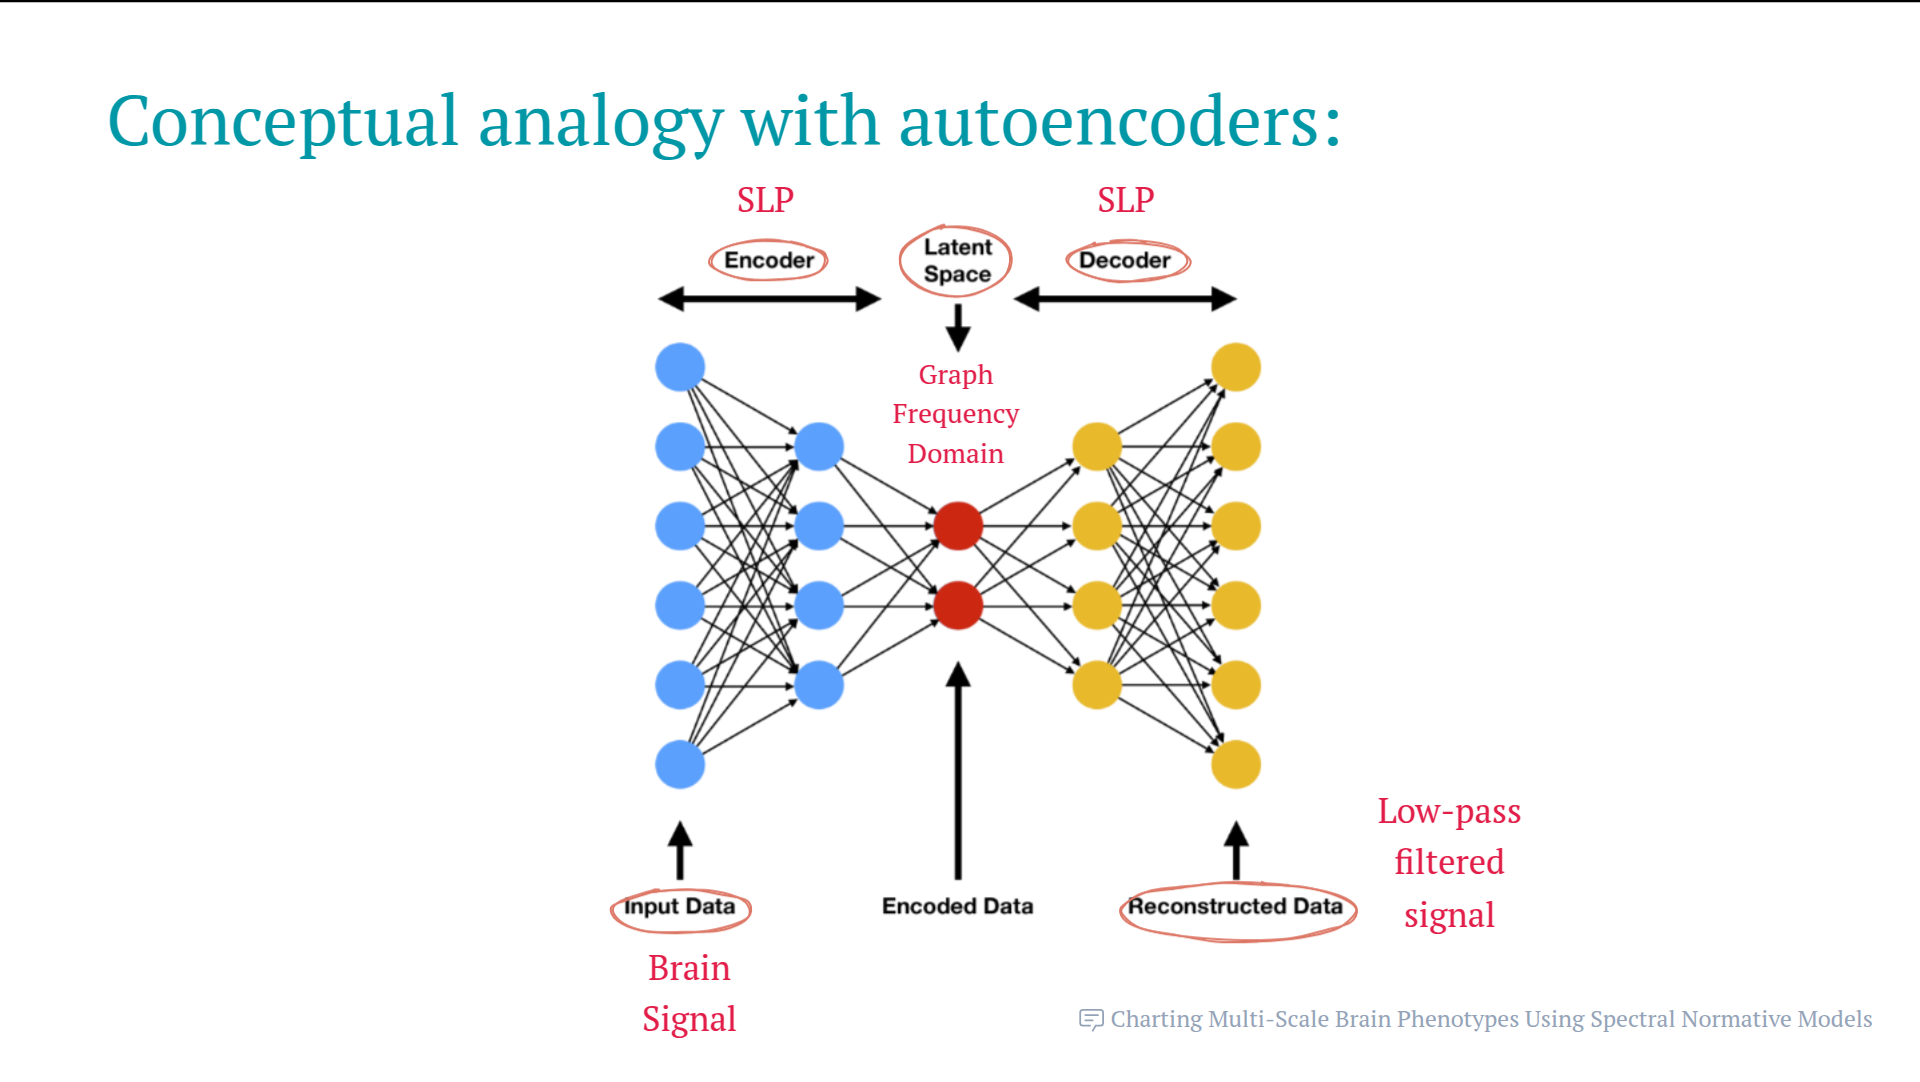 Conceptual analogy with autoencoders:
SLP
SLP
Encoder
Latent
Space
Decoder
Graph
Frequency
Domain
Low-pass
filtered
signal
Input Data
Encoded Data
Reconstructed Data
Brain
Signal
Charting Multi-Scale Brain Phenotypes Using Spectral Normative Models